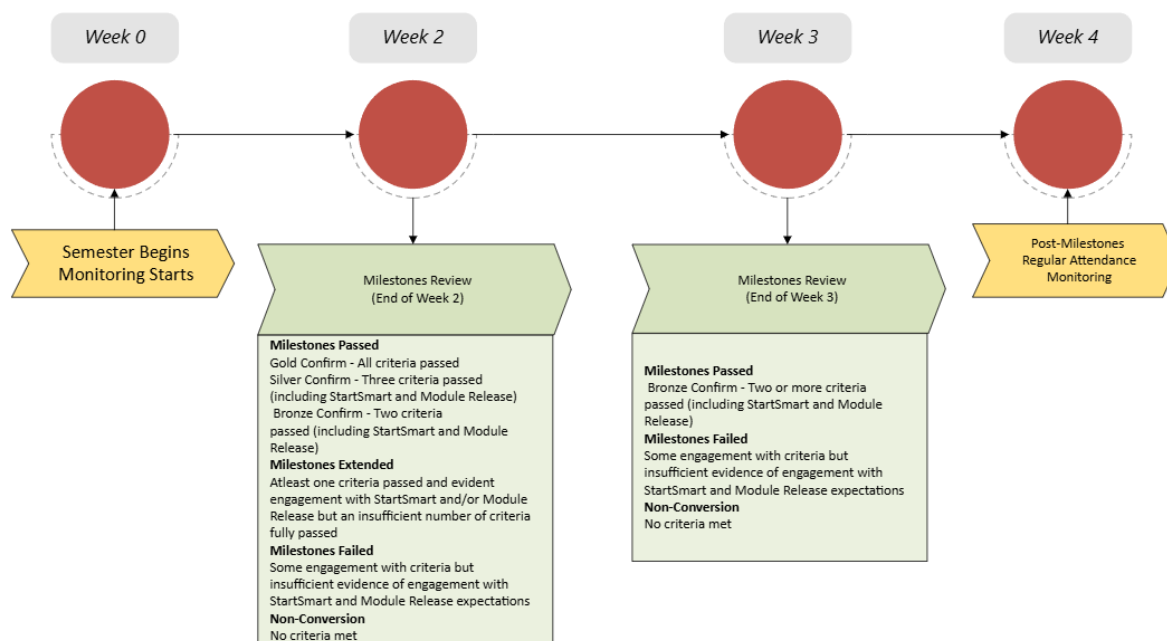 Week 0
Week 2
Week 3
Week 4
Semester Begins
Monitoring Starts
Milestones Review
(End of Week 2)
Milestones Passed
Gold Confirm - All criteria passed
Silver Confirm - Three criteria passed
(including StartSmart and Module Release)
Bronze Confirm - Two criteria
passed (including StartSmart and Module
Release)
Milestones Extended
Atleast one criteria passed and evident
engagement with StartSmart and/or Module
Release but an insufficient number of criteria
fully passed
Milestones Failed
Some engagement with criteria but
insufficient evidence of engagement with
StartSmart and Module Release expectations
Non-Conversion
No criteria met
Milestones Review
(End of Week 3)
Milestones Passed
Bronze Confirm - Two or more criteria
passed (including StartSmart and Module
Release)
Milestones Failed
Some engagement with criteria but
insufficient evidence of engagement with
StartSmart and Module Release expectations
Non-Conversion
No criteria met
Post-Milestones
Regular Attendance
Monitoring